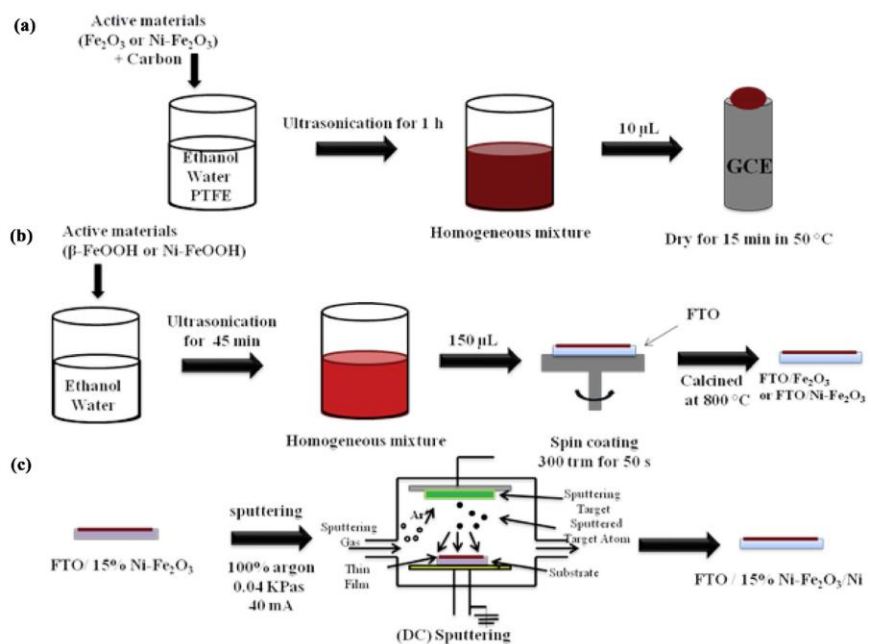 (a)
Active materials
(Fe₂O₃ or Ni-Fe₂O₃)
+ Carbon
Ethanol
Water
PTFE
Ultrasonication for 1 h
Homogeneous mixture
10 µL
GCE
Dry for 15 min in 50 °C
(b)
Active materials
(β-FeOOH or Ni-FeOOH)
Ethanol
Water
Ultrasonication
for 45 min
Homogeneous mixture
150 µL
FTO
Spin coating
300 trm for 50 s
Calcined
at 800 °C
FTO/Fe₂O₃
or FTO/Ni-Fe₂O₃
(c)
FTO/ 15% Ni-Fe₂O₃
sputtering
100% argon
0.04 KPas
40 mA
Sputtering
Gas
Ar
Thin
Film
Sputtering
Target
Sputtered
Target Atom
Substrate
(DC) Sputtering
FTO / 15% Ni-Fe₂O₃/Ni